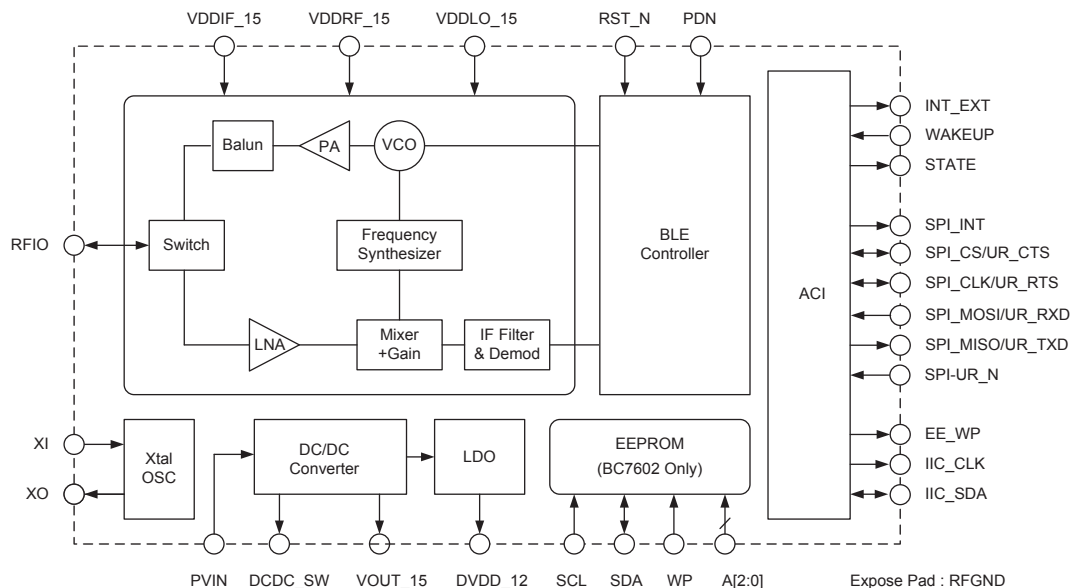 VDDIF_15 VDDRF_15 VDDLO_15 RST_N PDN
Balun
PA
VCO
RFIO
Switch
Frequency
Synthesizer
LNA
Mixer
+Gain
IF Filter
& Demod
BLE
Controller
ACI
INT_EXT
WAKEUP
STATE
SPI_INT
SPI_CS/UR_CTS
SPI_CLK/UR_RTS
SPI_MOSI/UR_RXD
SPI_MISO/UR_TXD
SPI-UR_N
EE_WP
IIC_CLK
IIC_SDA
XI
XO
Xtal
OSC
DC/DC
Converter
LDO
EEPROM
(BC7602 Only)
PVIN DCDC_SW VOUT_15 DVDD_12 SCL SDA WP A[2:0]
Expose Pad : RFGND